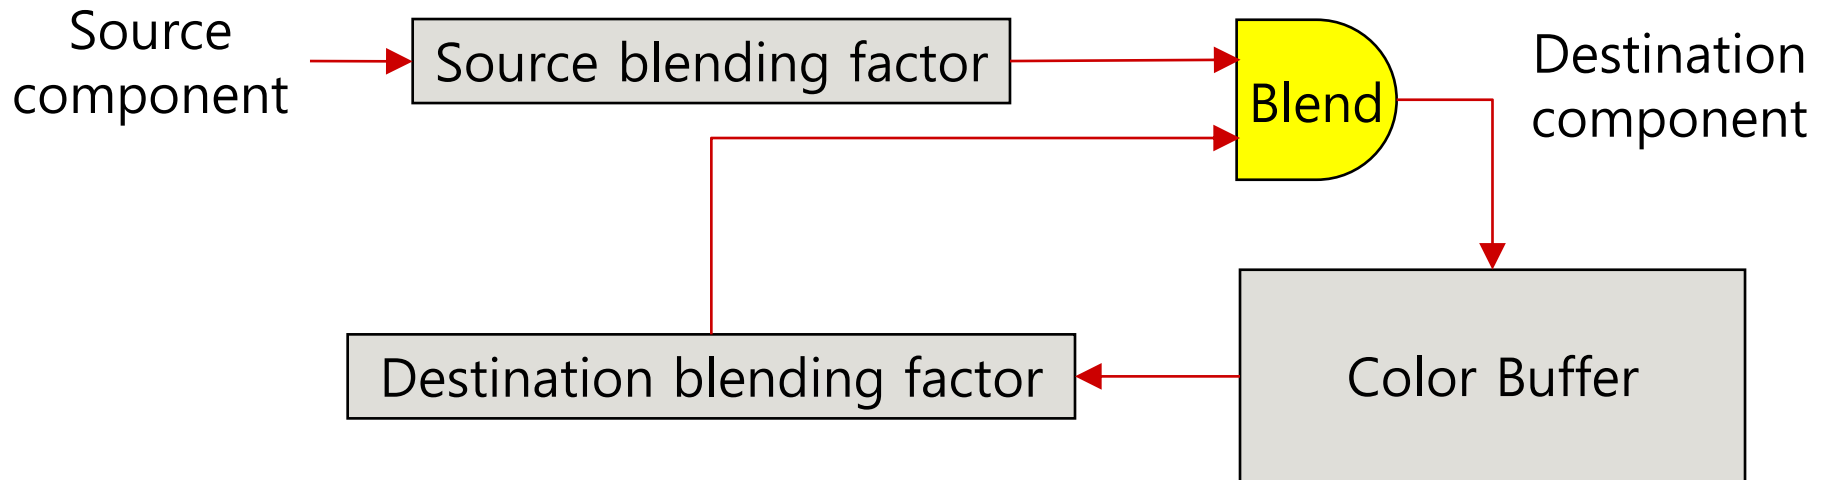 Source
component
Source blending factor
Blend
Destination
component
Destination blending factor
Color Buffer